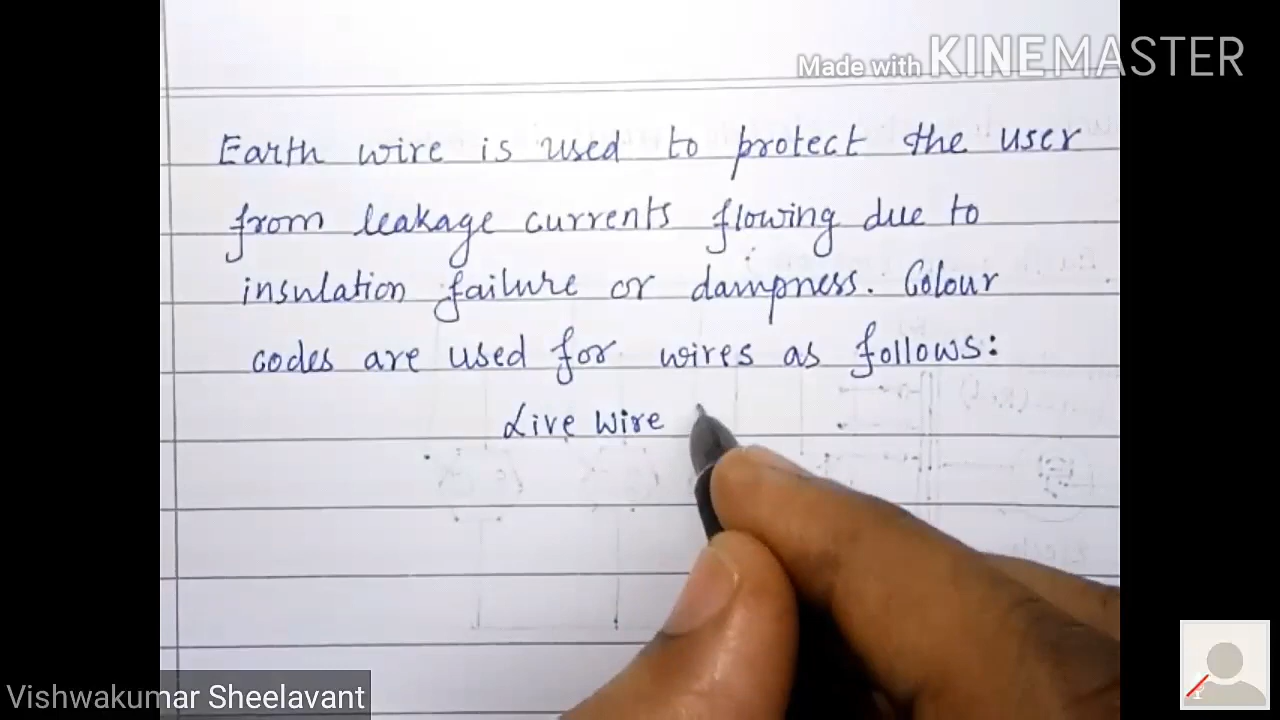 Made with KINEMASTER
Earth wire is used to protect the user
from leakage currents flowing due to
insulation failure or dampness. Colour
codes are used for wires as follows:
Live Wire
Vishwakumar Sheelavant